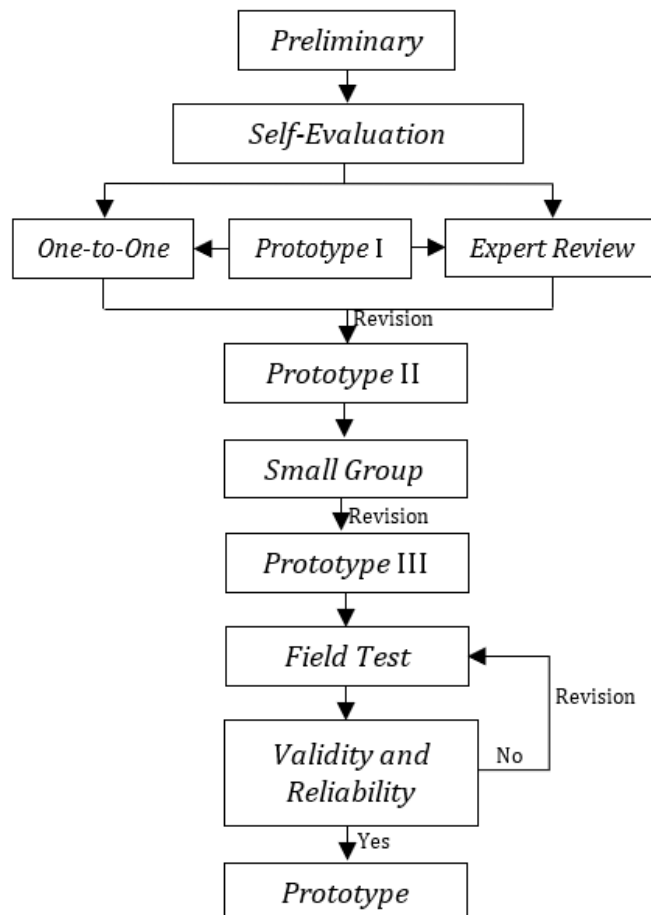 Preliminary
Self-Evaluation
One-to-One
Prototype I
Expert Review
Revision
Prototype II
Small Group
Revision
Prototype III
Field Test
Revision
Validity and
Reliability
No
Yes
Prototype